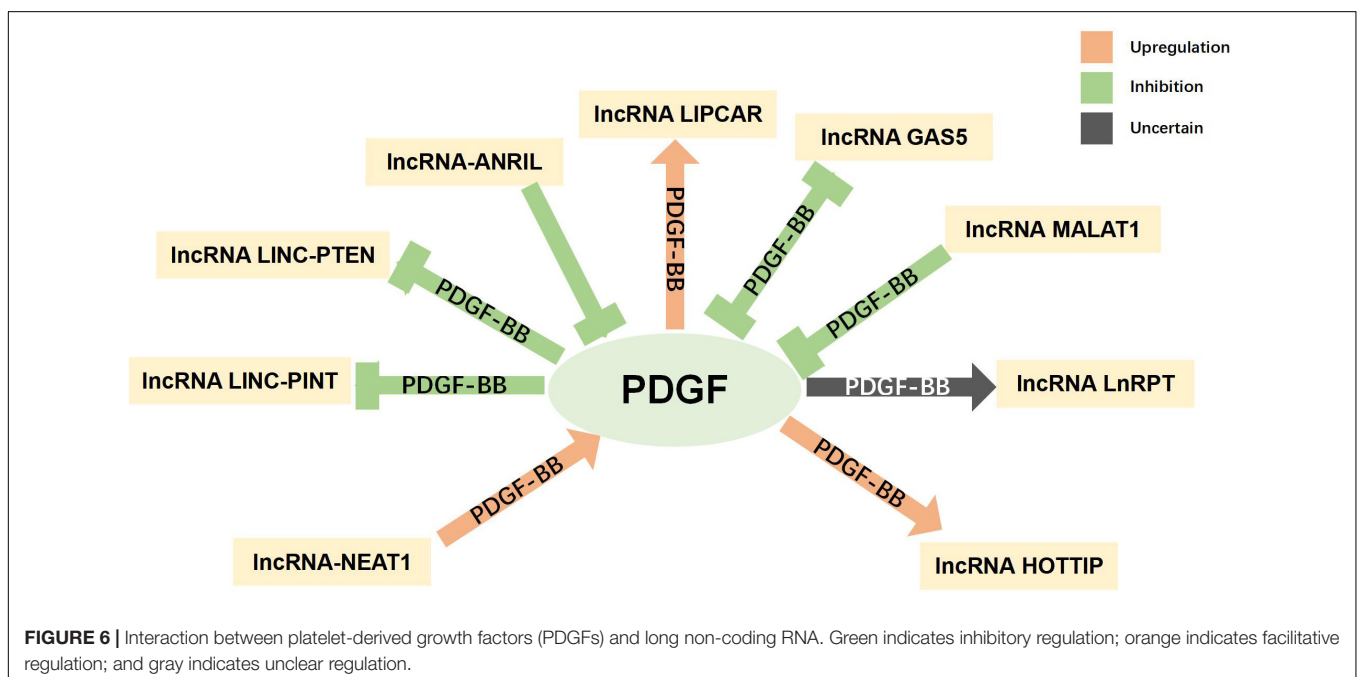 Upregulation
Inhibition
Uncertain
lncRNA LIPCAR
lncRNA GAS5
lncRNA-ANRIL
lncRNA MALAT1
lncRNA LINC-PTEN
lncRNA LINC-PINT
lncRNA LnRPT
lncRNA-NEAT1
lncRNA HOTTIP
PDGF-BB
PDGF-BB
PDGF-BB
PDGF-BB
PDGF-BB
PDGF-BB
PDGF-BB
PDGF-BB
PDGF
FIGURE 6 | Interaction between platelet-derived growth factors (PDGFs) and long non-coding RNA. Green indicates inhibitory regulation; orange indicates facilitative
regulation; and gray indicates unclear regulation.